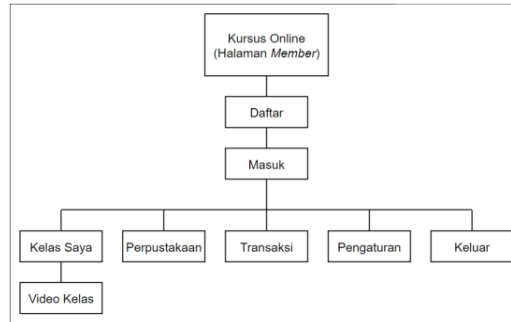 Kursus Online
(Halaman Member)
Daftar
Masuk
Kelas Saya
Perpustakaan
Transaksi
Pengaturan
Keluar
Video Kelas